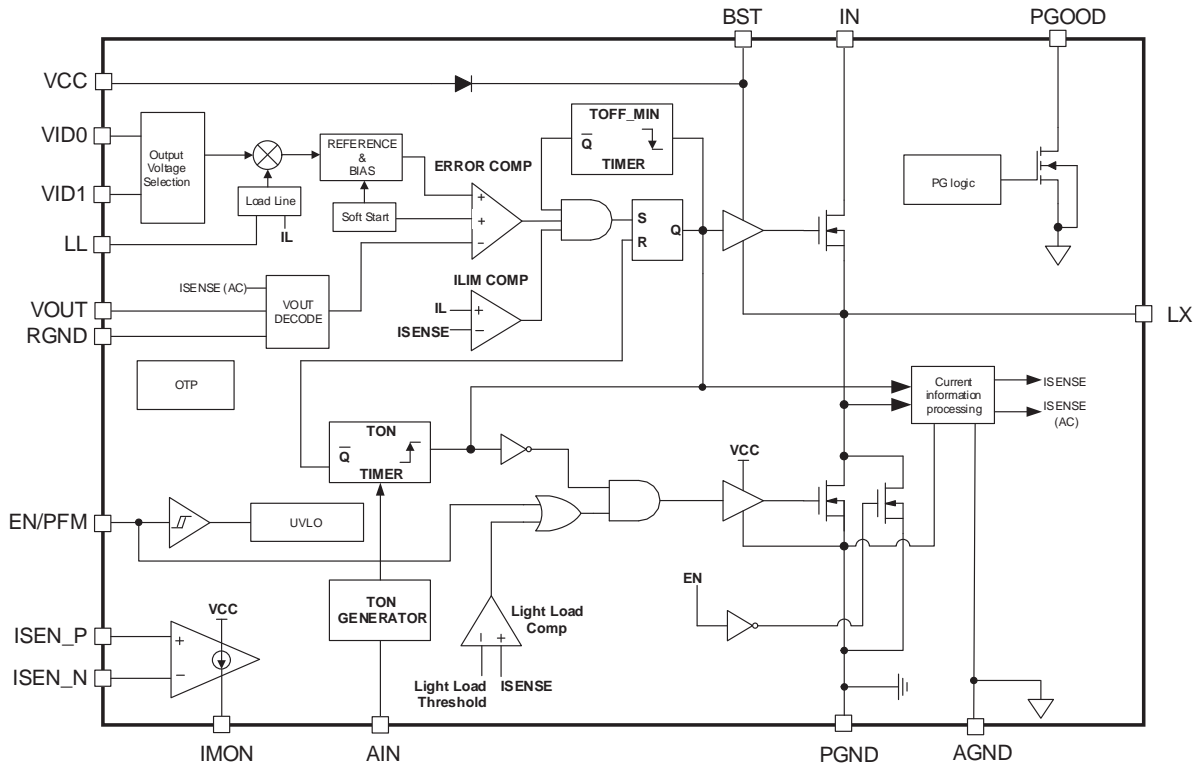 BST
IN
PGOOD
VCC
VID0
VID1
LL
VOUT
RGND
EN/PFM
ISEN_P
ISEN_N
Output
Voltage
Selection
REFERENCE
&
BIAS
Load Line
IL
Soft Start
ERROR COMP
+
+
−
TOFF_MIN
Q
TIMER
S
R
Q
PG logic
ISENSE (AC)
VOUT
DECODE
ILIM COMP
IL
+
ISENSE
−
LX
OTP
Current
information
processing
ISENSE
ISENSE
(AC)
TON
Q
TIMER
VCC
UVLO
TON
GENERATOR
Light Load
Comp
−
+
Light Load
Threshold
ISENSE
EN
VCC
+
−
IMON
AIN
PGND
AGND